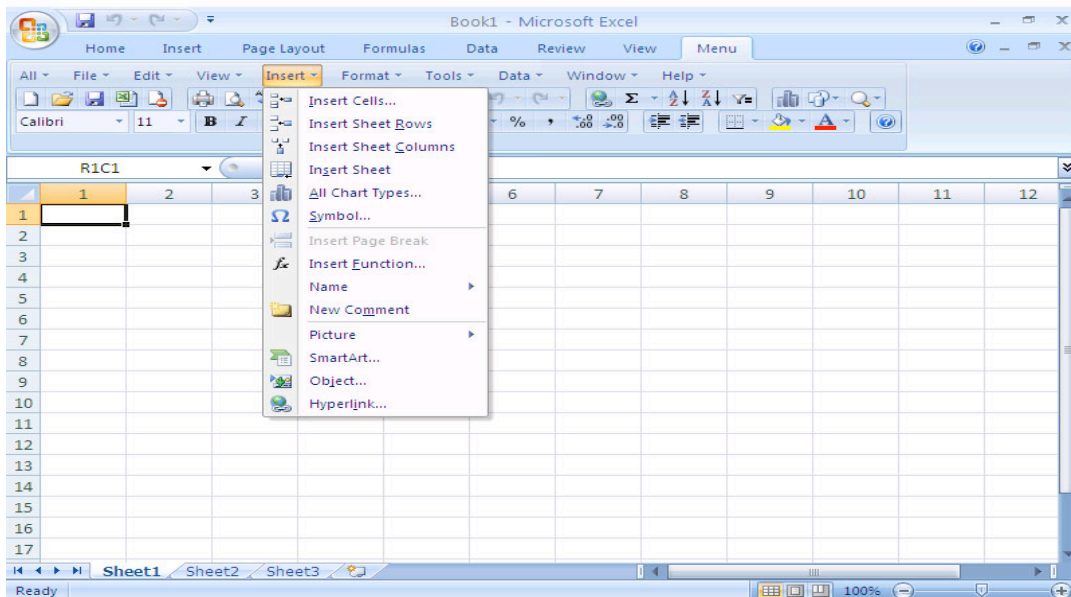 Book1 - Microsoft Excel
Home Insert Page Layout Formulas Data Review View Menu
All File Edit View Insert Format Tools Data Window Help
Calibri 11 B I % , .00 .00 A
R1C1
Insert Cells...
Insert Sheet Rows
Insert Sheet Columns
Insert Sheet
All Chart Types...
Symbol...
Insert Page Break
Insert Function...
Name
New Comment
Picture
SmartArt...
Object...
Hyperlink...
1 2 3 6 7 8 9 10 11 12
1
2
3
4
5
6
7
8
9
10
11
12
13
14
15
16
17
Sheet1 Sheet2 Sheet3
Ready 100%